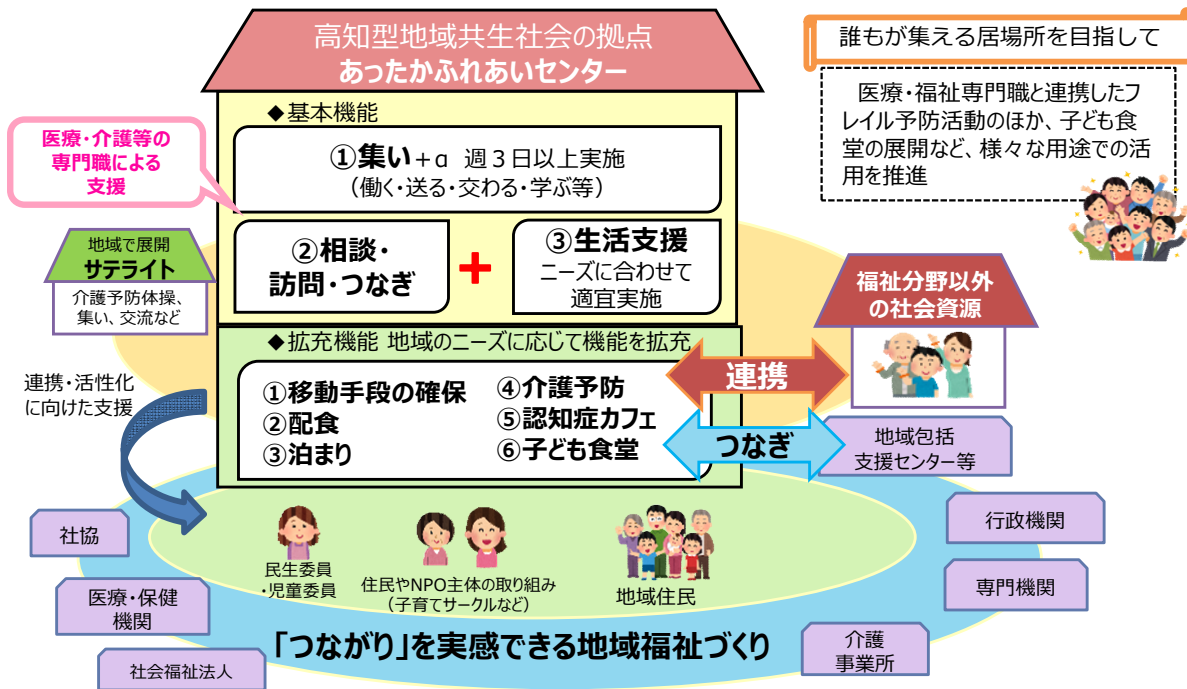 高知型地域共生社会の拠点
あったかふれあいセンター
誰もが集える居場所を目指して
医療・福祉専門職と連携したフ
レイル予防活動のほか、子ども食
堂の展開など、様々な用途での活
用を推進
◆基本機能
医療・介護等の
専門職による
支援
①集い+α 週3日以上実施
(働く・送る・交わる・学ぶ等)
②相談・
訪問・つなぎ
+
③生活支援
ニーズに合わせて
適宜実施
地域で展開
サテライト
介護予防体操、
集い、交流など
福祉分野以外
の社会資源
◆拡充機能 地域のニーズに応じて機能を拡充
①移動手段の確保
②配食
③泊まり
④介護予防
⑤認知症カフェ
⑥子ども食堂
連携
つなぎ
連携・活性化
に向けた支援
地域包括
支援センター等
社協
医療・保健
機関
社会福祉法人
民生委員
・児童委員
住民やNPO主体の取り組み
(子育てサークルなど)
地域住民
行政機関
専門機関
介護
事業所
「つながり」を実感できる地域福祉づくり